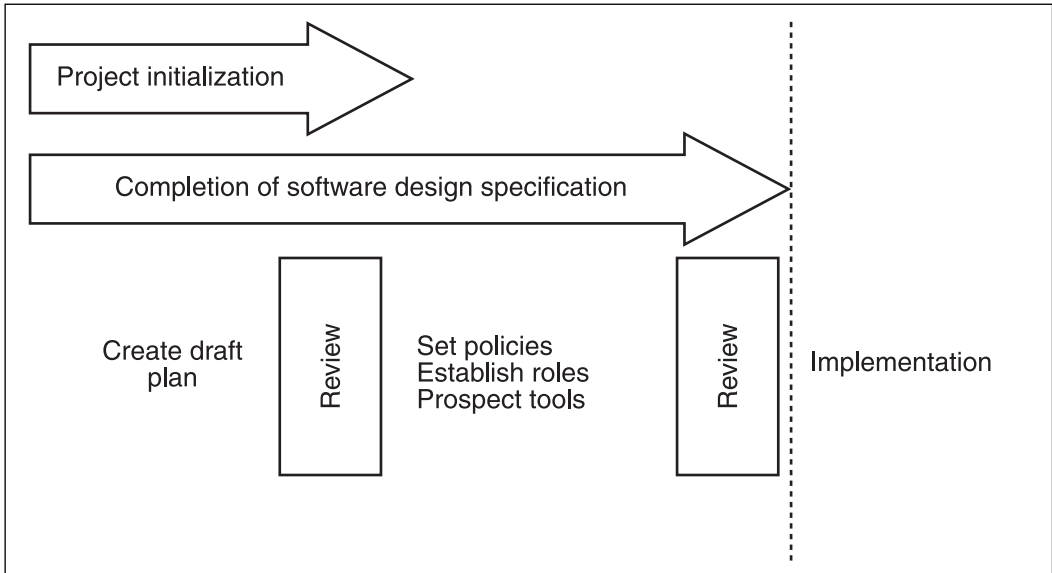 Project initialization
Completion of software design specification
Create draft
plan
Review
Set policies
Establish roles
Prospect tools
Review
Implementation